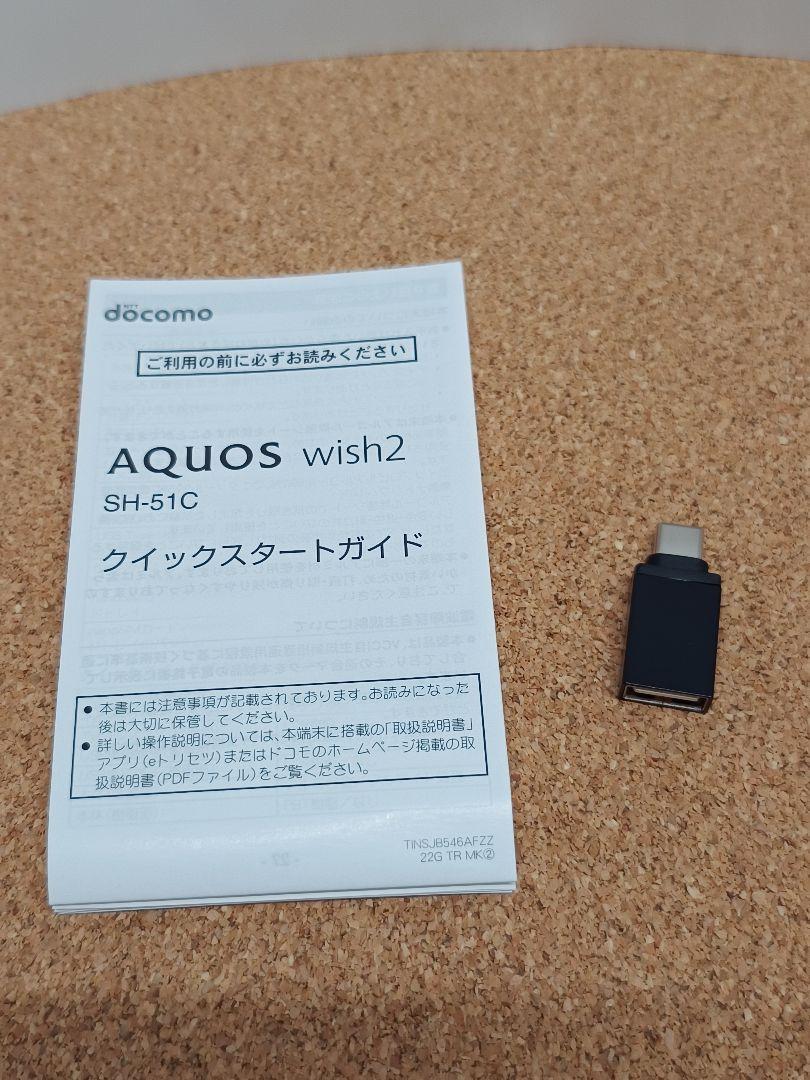 NTT
docomo
ご利用の前に必ずお読みください
AQUOS wish2
SH-51C
クイックスタートガイド
● 本書には注意事項が記載されております。お読みになった
後は大切に保管してください。
● 詳しい操作説明については、本端末に搭載の「取扱説明書」
アプリ(eトリセツ)またはドコモのホームページ掲載の取
扱説明書(PDFファイル)をご覧ください。
TINSJB546AFZZ
22G TR MK②